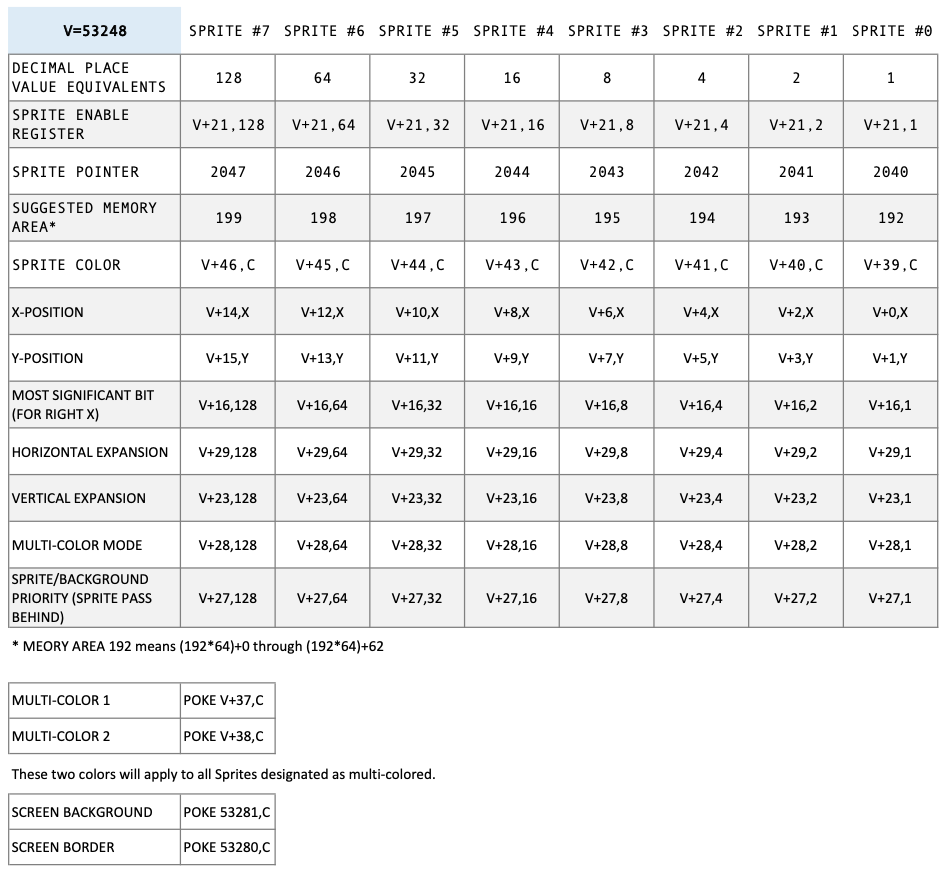 V=53248 SPRITE #7 SPRITE #6 SPRITE #5 SPRITE #4 SPRITE #3 SPRITE #2 SPRITE #1 SPRITE #0
DECIMAL PLACE
VALUE EQUIVALENTS 128 64 32 16 8 4 2 1
SPRITE ENABLE
REGISTER V+21,128 V+21,64 V+21,32 V+21,16 V+21,8 V+21,4 V+21,2 V+21,1
SPRITE POINTER 2047 2046 2045 2044 2043 2042 2041 2040
SUGGESTED MEMORY
AREA* 199 198 197 196 195 194 193 192
SPRITE COLOR V+46,C V+45,C V+44,C V+43,C V+42,C V+41,C V+40,C V+39,C
X-POSITION V+14,X V+12,X V+10,X V+8,X V+6,X V+4,X V+2,X V+0,X
Y-POSITION V+15,Y V+13,Y V+11,Y V+9,Y V+7,Y V+5,Y V+3,Y V+1,Y
MOST SIGNIFICANT BIT
(FOR RIGHT X) V+16,128 V+16,64 V+16,32 V+16,16 V+16,8 V+16,4 V+16,2 V+16,1
HORIZONTAL EXPANSION V+29,128 V+29,64 V+29,32 V+29,16 V+29,8 V+29,4 V+29,2 V+29,1
VERTICAL EXPANSION V+23,128 V+23,64 V+23,32 V+23,16 V+23,8 V+23,4 V+23,2 V+23,1
MULTI-COLOR MODE V+28,128 V+28,64 V+28,32 V+28,16 V+28,8 V+28,4 V+28,2 V+28,1
SPRITE/BACKGROUND
PRIORITY (SPRITE PASS V+27,128 V+27,64 V+27,32 V+27,16 V+27,8 V+27,4 V+27,2 V+27,1
BEHIND)
* MEORY AREA 192 means (192*64)+0 through (192*64)+62
MULTI-COLOR 1 POKE V+37,C
MULTI-COLOR 2 POKE V+38,C
These two colors will apply to all Sprites designated as multi-colored.
SCREEN BACKGROUND POKE 53281,C
SCREEN BORDER POKE 53280,C